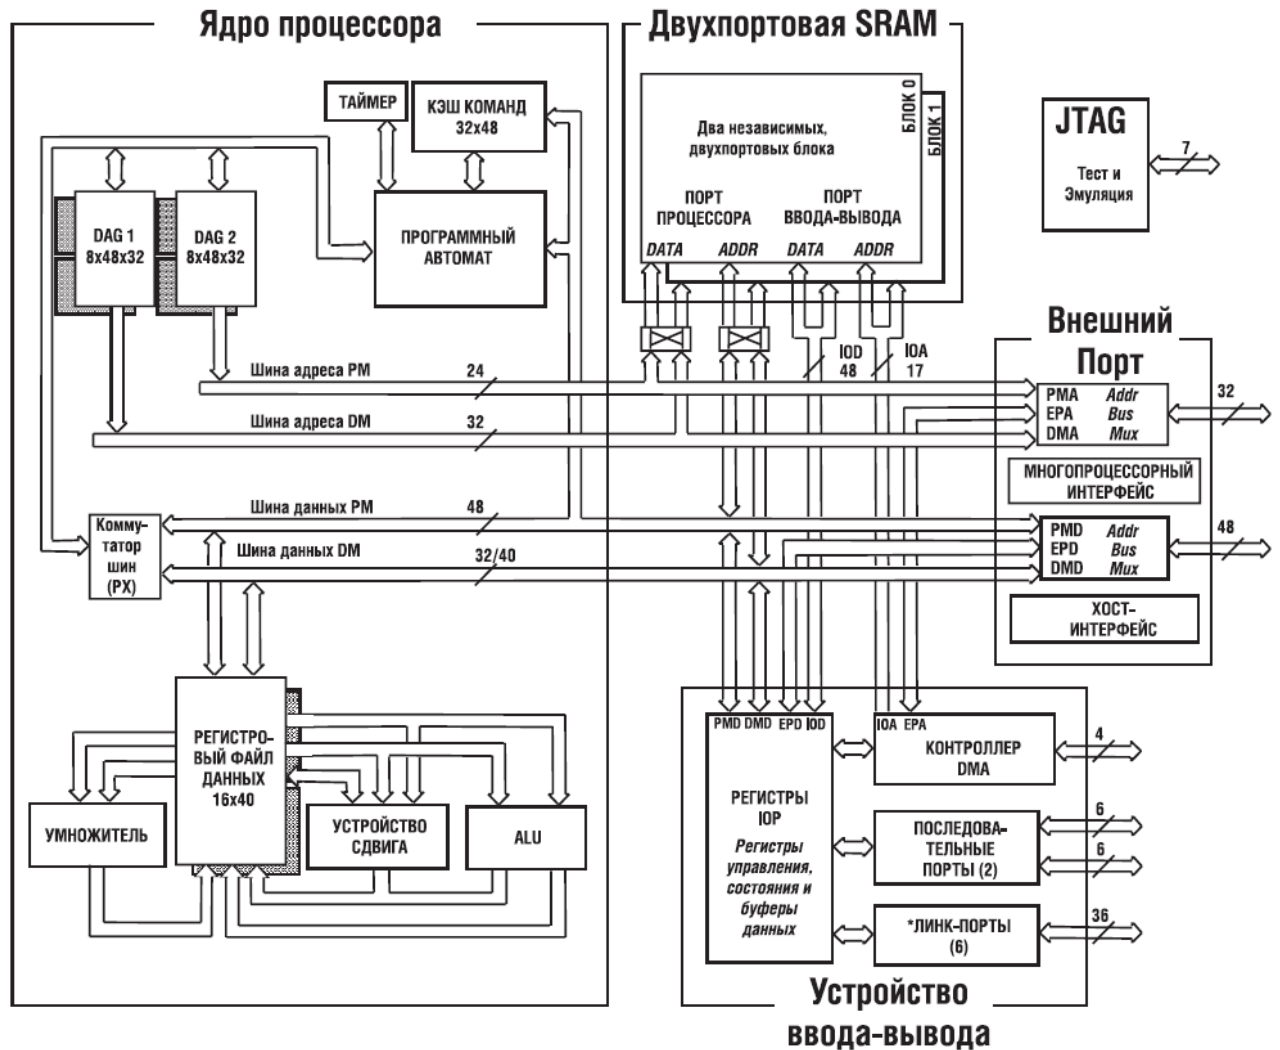 Ядро процессора
ТАЙМЕР
КЭШ КОМАНД
32x48
DAG 1
8x48x32
DAG 2
8x48x32
ПРОГРАММНЫЙ
АВТОМАТ
Двухпортовая SRAM
БЛОК 0
БЛОК 1
Два независимых,
двухпортовых блока
ПОРТ
ПРОЦЕССОРА
ПОРТ
ВВОДА-ВЫВОДА
DATA
ADDR
DATA
ADDR
JTAG
Тест и
Эмуляция
7
IOD
48
IOA
17
Шина адреса PM
24
Шина адреса DM
32
Шина данных PM
48
Шина данных DM
32/40
Комму-
татор
шин
(PX)
Внешний
Порт
PMA Addr
EPA Bus
DMA Mux
32
МНОГОПРОЦЕССОРНЫЙ
ИНТЕРФЕЙС
PMD Addr
EPD Bus
DMD Mux
48
ХОСТ-
ИНТЕРФЕЙС
РЕГИСТРО-
ВЫЙ ФАЙЛ
ДАННЫХ
16x40
УМНОЖИТЕЛЬ
УСТРОЙСТВО
СДВИГА
ALU
PMD DMD EPD IOD
IOA EPA
КОНТРОЛЛЕР
DMA
4
РЕГИСТРЫ
IOP
Регистры
управления,
состояния и
буферы
данных
ПОСЛЕДОВА-
ТЕЛЬНЫЕ
ПОРТЫ (2)
6
6
*ЛИНК-ПОРТЫ
(6)
36
Устройство
ввода-вывода